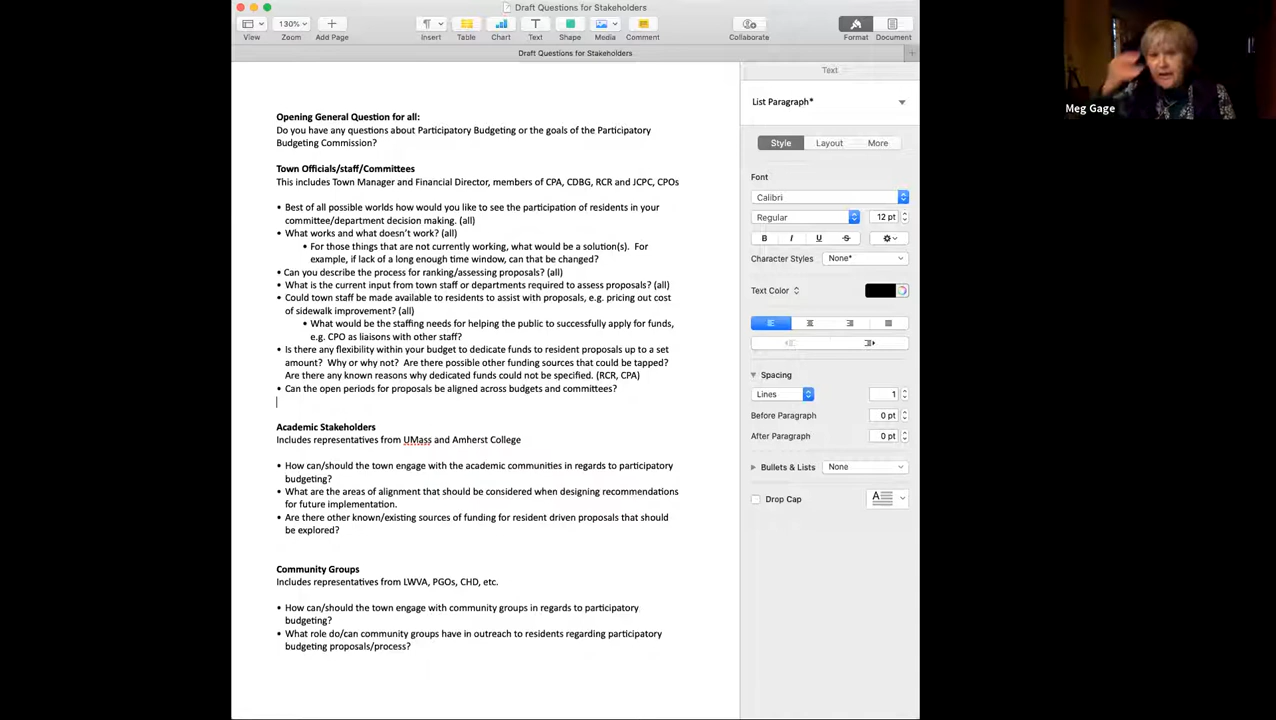 Draft Questions for Stakeholders
130%
View
Zoom
Add Page
Insert
Table
Chart
Text
Shape
Media
Comment
Collaborate
Format
Document
Draft Questions for Stakeholders
Opening General Question for all:
Do you have any questions about Participatory Budgeting or the goals of the Participatory
Budgeting Commission?
Town Officials/staff/Committees
This includes Town Manager and Financial Director, members of CPA, CDBG, RCR and JCPC, CPOs
• Best of all possible worlds how would you like to see the participation of residents in your
committee/department decision making. (all)
• What works and what doesn't work? (all)
• For those things that are not currently working, what would be a solution(s).  For
example, if lack of a long enough time window, can that be changed?
• Can you describe the process for ranking/assessing proposals? (all)
• What is the current input from town staff or departments required to assess proposals? (all)
• Could town staff be made available to residents to assist with proposals, e.g. pricing out cost
of sidewalk improvement? (all)
• What would be the staffing needs for helping the public to successfully apply for funds,
e.g. CPO as liaisons with other staff?
• Is there any flexibility within your budget to dedicate funds to resident proposals up to a set
amount?  Why or why not?  Are there possible other funding sources that could be tapped?
Are there any known reasons why dedicated funds could not be specified. (RCR, CPA)
• Can the open periods for proposals be aligned across budgets and committees?
Academic Stakeholders
Includes representatives from UMass and Amherst College
• How can/should the town engage with the academic communities in regards to participatory
budgeting?
• What are the areas of alignment that should be considered when designing recommendations
for future implementation.
• Are there other known/existing sources of funding for resident driven proposals that should
be explored?
Community Groups
Includes representatives from LWVA, PGOs, CHD, etc.
• How can/should the town engage with community groups in regards to participatory
budgeting?
• What role do/can community groups have in outreach to residents regarding participatory
budgeting proposals/process?
Text
List Paragraph*
Style
Layout
More
Font
Calibri
Regular
12 pt
B
I
U
S
Character Styles
None*
Text Color
Spacing
Lines
1
Before Paragraph
0 pt
After Paragraph
0 pt
Bullets & Lists
None
Drop Cap
A
Meg Gage